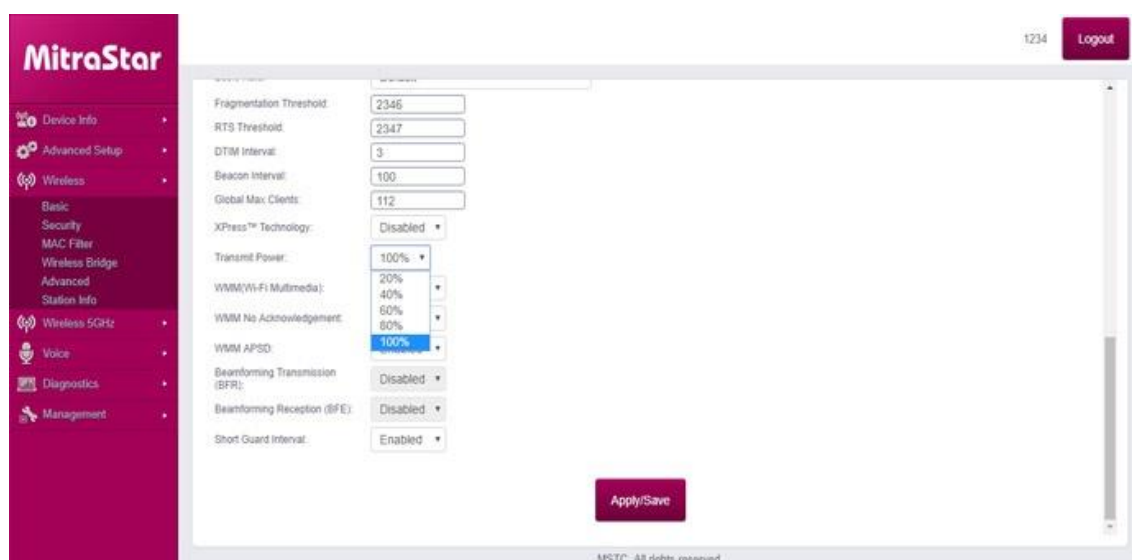 MitraStar
1234
Logout
Device Info
Advanced Setup
Wireless
Basic
Security
MAC Filter
Wireless Bridge
Advanced
Station Info
Wireless 5GHz
Voice
Diagnostics
Management
Fragmentation Threshold: 2346
RTS Threshold: 2347
DTIM Interval: 3
Beacon Interval: 100
Global Max Clients: 112
XPress™ Technology: Disabled
Transmit Power: 100%
20%
40%
60%
80%
100%
WMM(Wi-Fi Multimedia):
WMM No Acknowledgement:
WMM APSD:
Beamforming Transmission
(BFR): Disabled
Beamforming Reception (BFE): Disabled
Short Guard Interval: Enabled
Apply/Save
MSTC. All rights reserved.